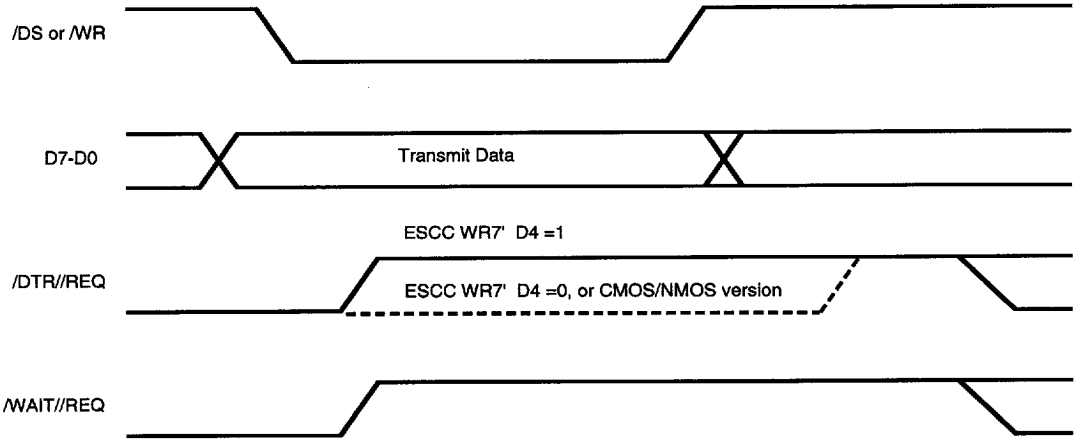 /DS or /WR
D7-D0
Transmit Data
ESCC WR7' D4 =1
/DTR//REQ
ESCC WR7' D4 =0, or CMOS/NMOS version
/WAIT//REQ